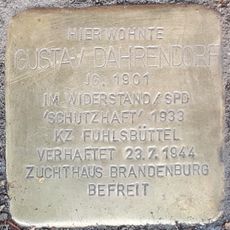 HIER WOHNTE
GUSTAV DAHRENDORF
JG. 1901
IM WIDERSTAND/SPD
'SCHUTZHAFT' 1933
KZ FUHLSBÜTTEL
VERHAFTET 23.7.1944
ZUCHTHAUS BRANDENBURG
BEFREIT